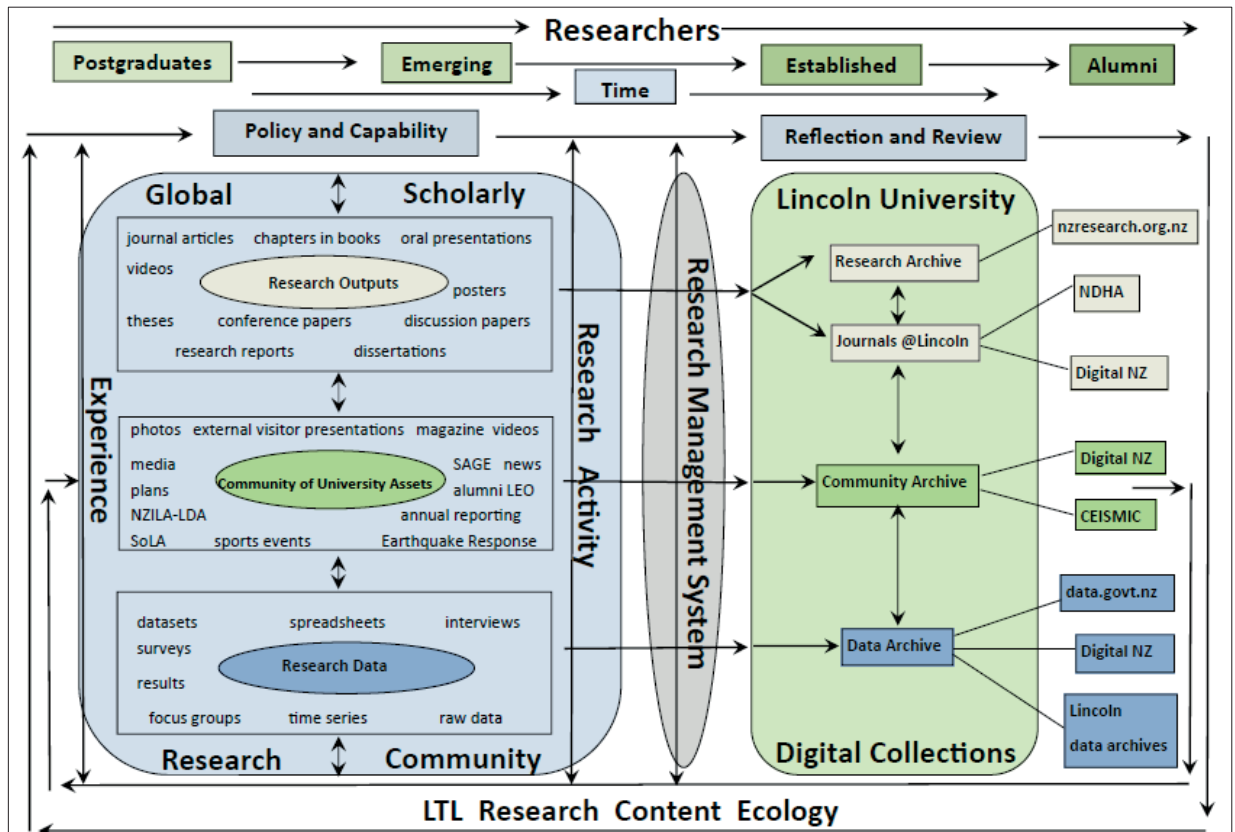 Researchers
Postgraduates
Emerging
Established
Alumni
Time
Policy and Capability
Reflection and Review
Global
Scholarly
journal articles chapters in books oral presentations
videos
Research Outputs
posters
theses conference papers discussion papers
research reports dissertations
Experience
photos external visitor presentations magazine videos
media
SAGE news
Community of University Assets
plans
alumni LEO
NZILA-LDA
annual reporting
SoLA sports events Earthquake Response
datasets spreadsheets interviews
surveys
Research Data
results
focus groups time series raw data
Research
Community
Research Activity
Research Management System
Lincoln University
Research Archive
Journals @Lincoln
Community Archive
Data Archive
Digital Collections
nzresearch.org.nz
NDHA
Digital NZ
Digital NZ
CEISMIC
data.govt.nz
Digital NZ
Lincoln
data archives
LTL Research Content Ecology